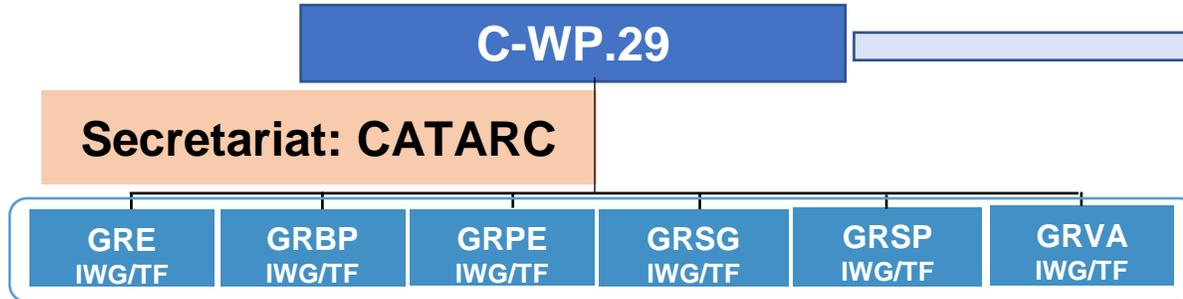 C-WP.29
Secretariat: CATARC
GRE
IWG/TF
GRBP
IWG/TF
GRPE
IWG/TF
GRSG
IWG/TF
GRSP
IWG/TF
GRVA
IWG/TF